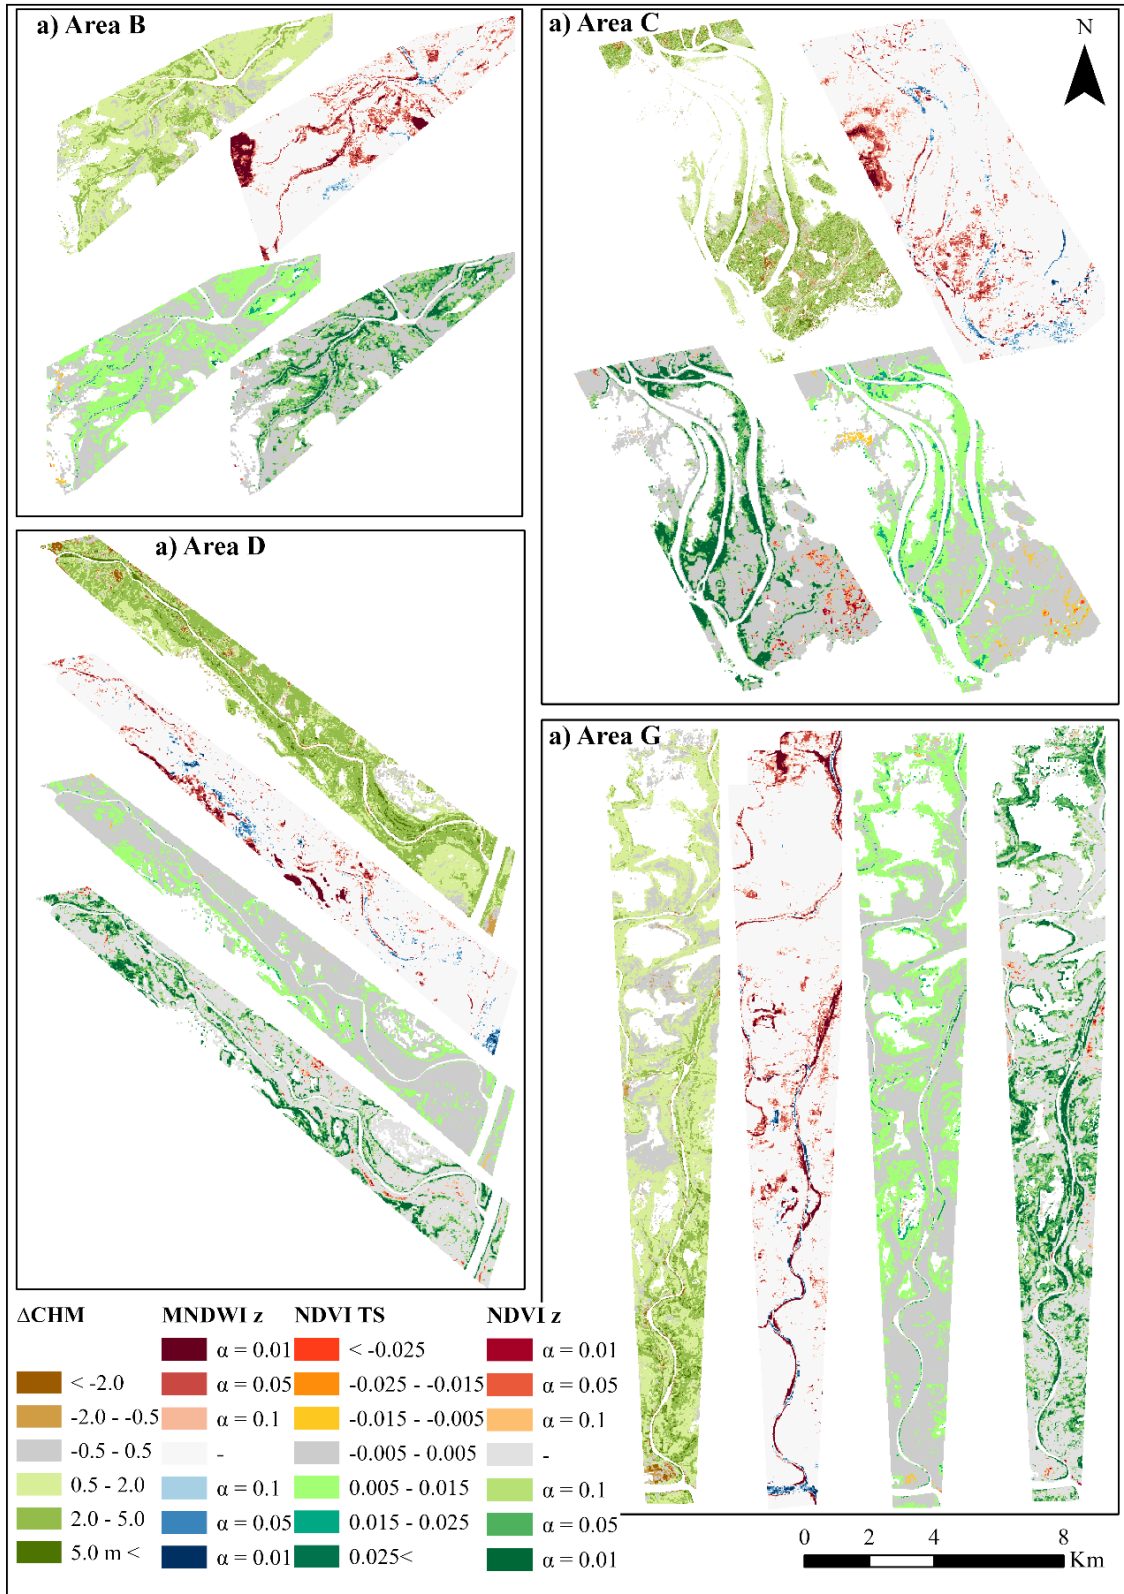 a) Area B
a) Area C
N
a) Area D
a) Area G
ΔCHM MNDWI z NDVI TS NDVI z
α = 0.01 < -0.025 α = 0.01
< -2.0 α = 0.05 -0.025 - -0.015 α = 0.05
-2.0 - -0.5 α = 0.1 -0.015 - -0.005 α = 0.1
-0.5 - 0.5 - -0.005 - 0.005 -
0.5 - 2.0 α = 0.1 0.005 - 0.015 α = 0.1
2.0 - 5.0 α = 0.05 0.015 - 0.025 α = 0.05
5.0 m < α = 0.01 0.025< α = 0.01
0 2 4 8
Km